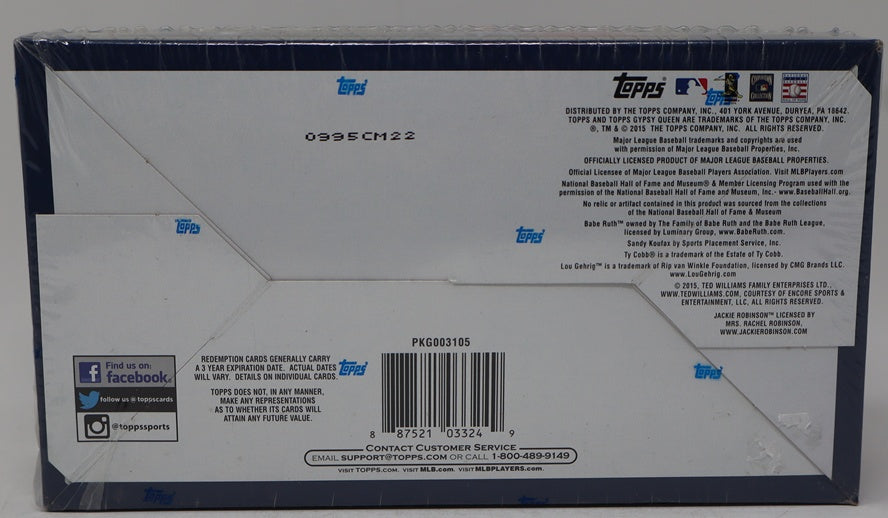 Topps
Topps
Topps
0995CM22
DISTRIBUTED BY THE TOPPS COMPANY, INC., 401 YORK AVENUE, DURYEA, PA 18642.
TOPPS AND TOPPS GYPSY QUEEN ARE TRADEMARKS OF THE TOPPS COMPANY, INC.
®, TM & © 2015 THE TOPPS COMPANY, INC. ALL RIGHTS RESERVED.
Major League Baseball trademarks and copyrights are used
with permission of Major League Baseball Properties, Inc.
OFFICIALLY LICENSED PRODUCT OF MAJOR LEAGUE BASEBALL PROPERTIES.
Official Licensee of Major League Baseball Players Association. Visit MLBPlayers.com
National Baseball Hall of Fame and Museum® & Member Licensing Program used with the
permission of National Baseball Hall of Fame and Museum, Inc.- www.BaseballHall.org.
No relic or artifact contained in this product was sourced from the collections
of the National Baseball Hall of Fame & Museum
Babe Ruth™ owned by The Family of Babe Ruth and the Babe Ruth League,
licensed by Luminary Group, www.BabeRuth.com.
Sandy Koufax by Sports Placement Service, Inc.
Ty Cobb® is a trademark of the Estate of Ty Cobb.
Lou Gehrig™ is a trademark of Rip van Winkle Foundation, licensed by CMG Brands LLC.
www.LouGehrig.com
© 2015, TED WILLIAMS FAMILY ENTERPRISES LTD.,
WWW.TEDWILLIAMS.COM, COURTESY OF ENCORE SPORTS &
ENTERTAINMENT, LLC, ALL RIGHTS RESERVED.
JACKIE ROBINSON™ LICENSED BY
MRS. RACHEL ROBINSON,
WWW.JACKIEROBINSON.COM
Topps
Topps
Find us on:
facebook.
follow us @toppscards
@toppssports
REDEMPTION CARDS GENERALLY CARRY
A 3 YEAR EXPIRATION DATE. ACTUAL DATES
WILL VARY. DETAILS ON INDIVIDUAL CARDS.
TOPPS DOES NOT, IN ANY MANNER,
MAKE ANY REPRESENTATIONS
AS TO WHETHER ITS CARDS WILL
ATTAIN ANY FUTURE VALUE.
Topps
PKG003105
8 87521 03324 9
Topps
CONTACT CUSTOMER SERVICE
EMAIL SUPPORT@TOPPS.COM OR CALL 1-800-489-9149
VISIT TOPPS.COM. VISIT MLB.COM. VISIT MLBPLAYERS.COM.
Topps
Topps